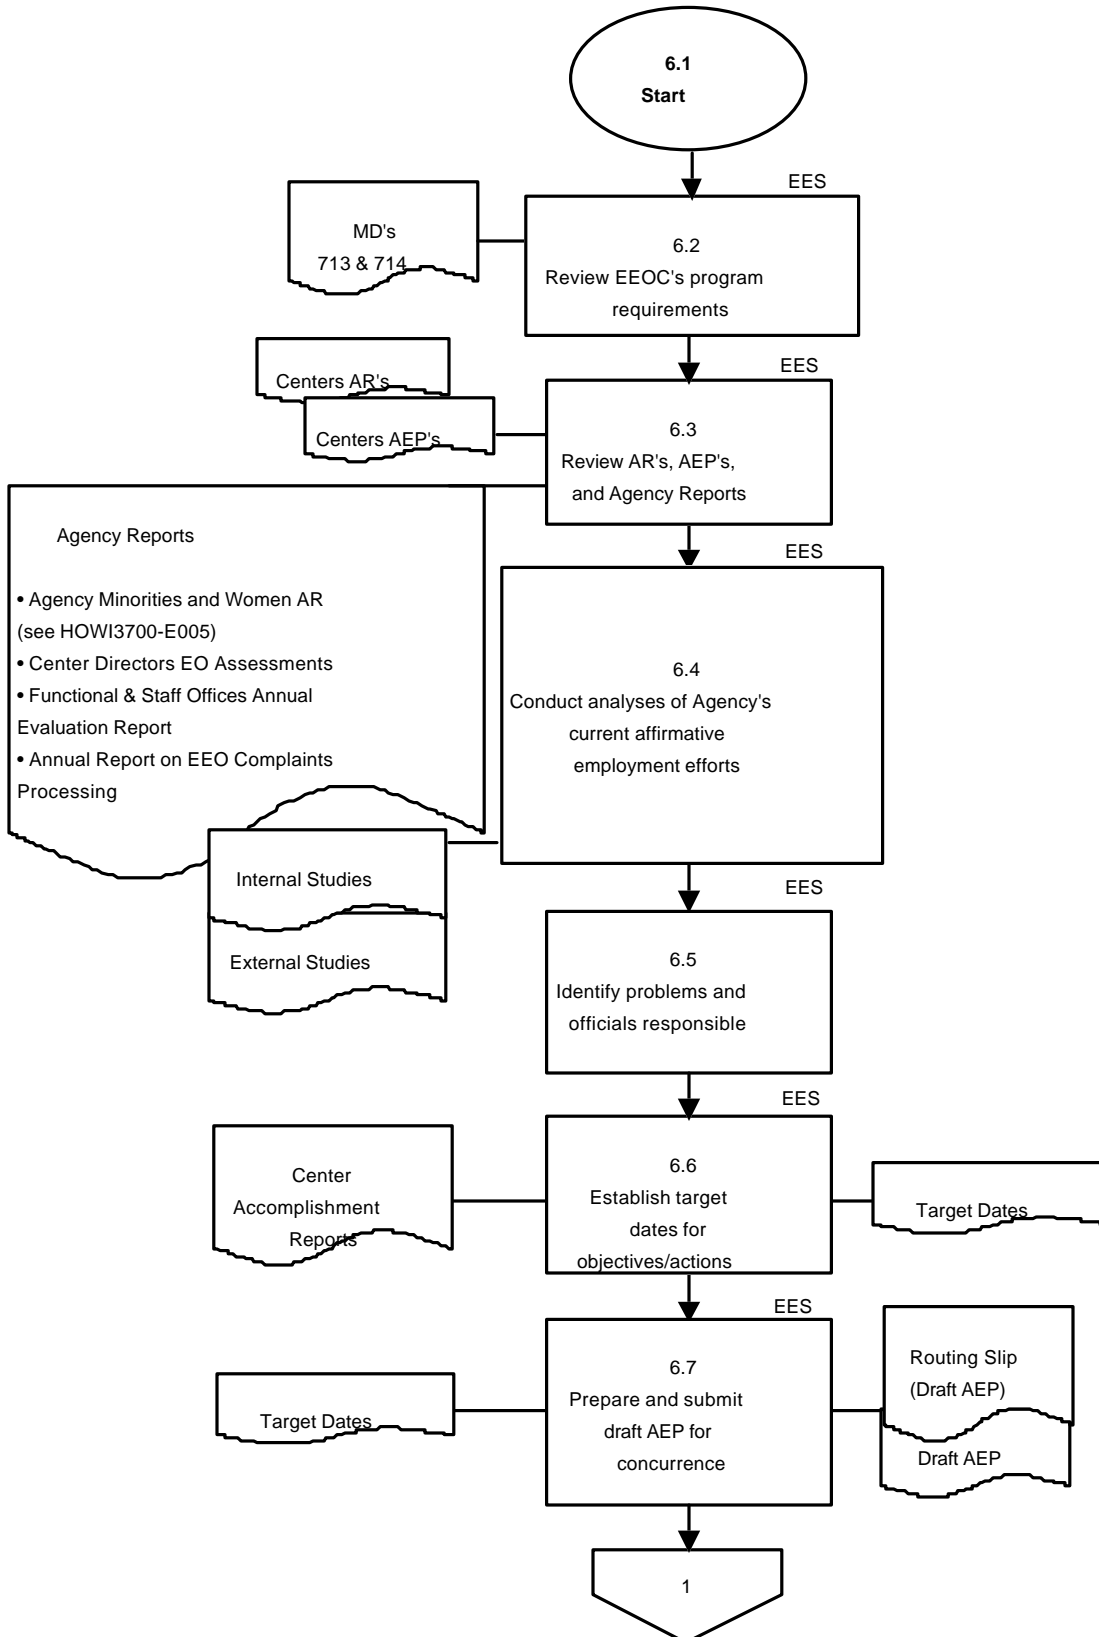 6.1
Start
EES
MD's
713 & 714
6.2
Review EEOC's program
requirements
EES
Centers AR's
Centers AEP's
6.3
Review AR's, AEP's,
and Agency Reports
EES
Agency Reports
• Agency Minorities and Women AR
(see HOWI3700-E005)
• Center Directors EO Assessments
• Functional & Staff Offices Annual
Evaluation Report
• Annual Report on EEO Complaints
Processing
6.4
Conduct analyses of Agency's
current affirmative
employment efforts
Internal Studies
External Studies
EES
6.5
Identify problems and
officials responsible
EES
Center
Accomplishment
Reports
6.6
Establish target
dates for
objectives/actions
Target Dates
EES
Target Dates
6.7
Prepare and submit
draft AEP for
concurrence
Routing Slip
(Draft AEP)
Draft AEP
1